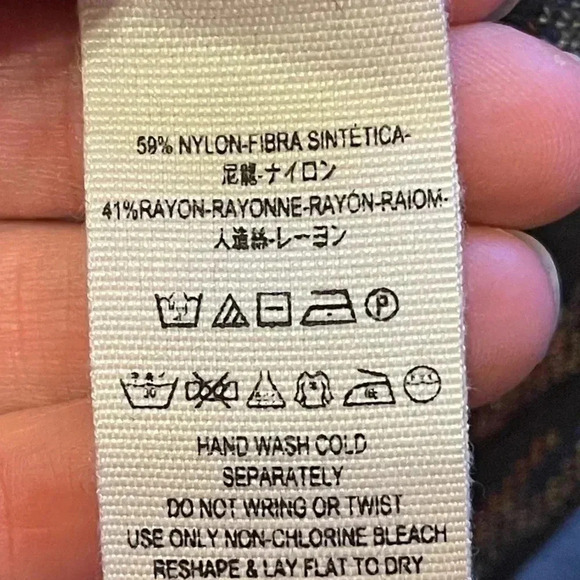 59% NYLON-FIBRA SINTÉTICA-
尼龍-ナイロン
41%RAYON-RAYONNE-RAYÓN-RAIOM-
人造絲-レーヨン
P
30
HAND WASH COLD
SEPARATELY
DO NOT WRING OR TWIST
USE ONLY NON-CHLORINE BLEACH
RESHAPE & LAY FLAT TO DRY